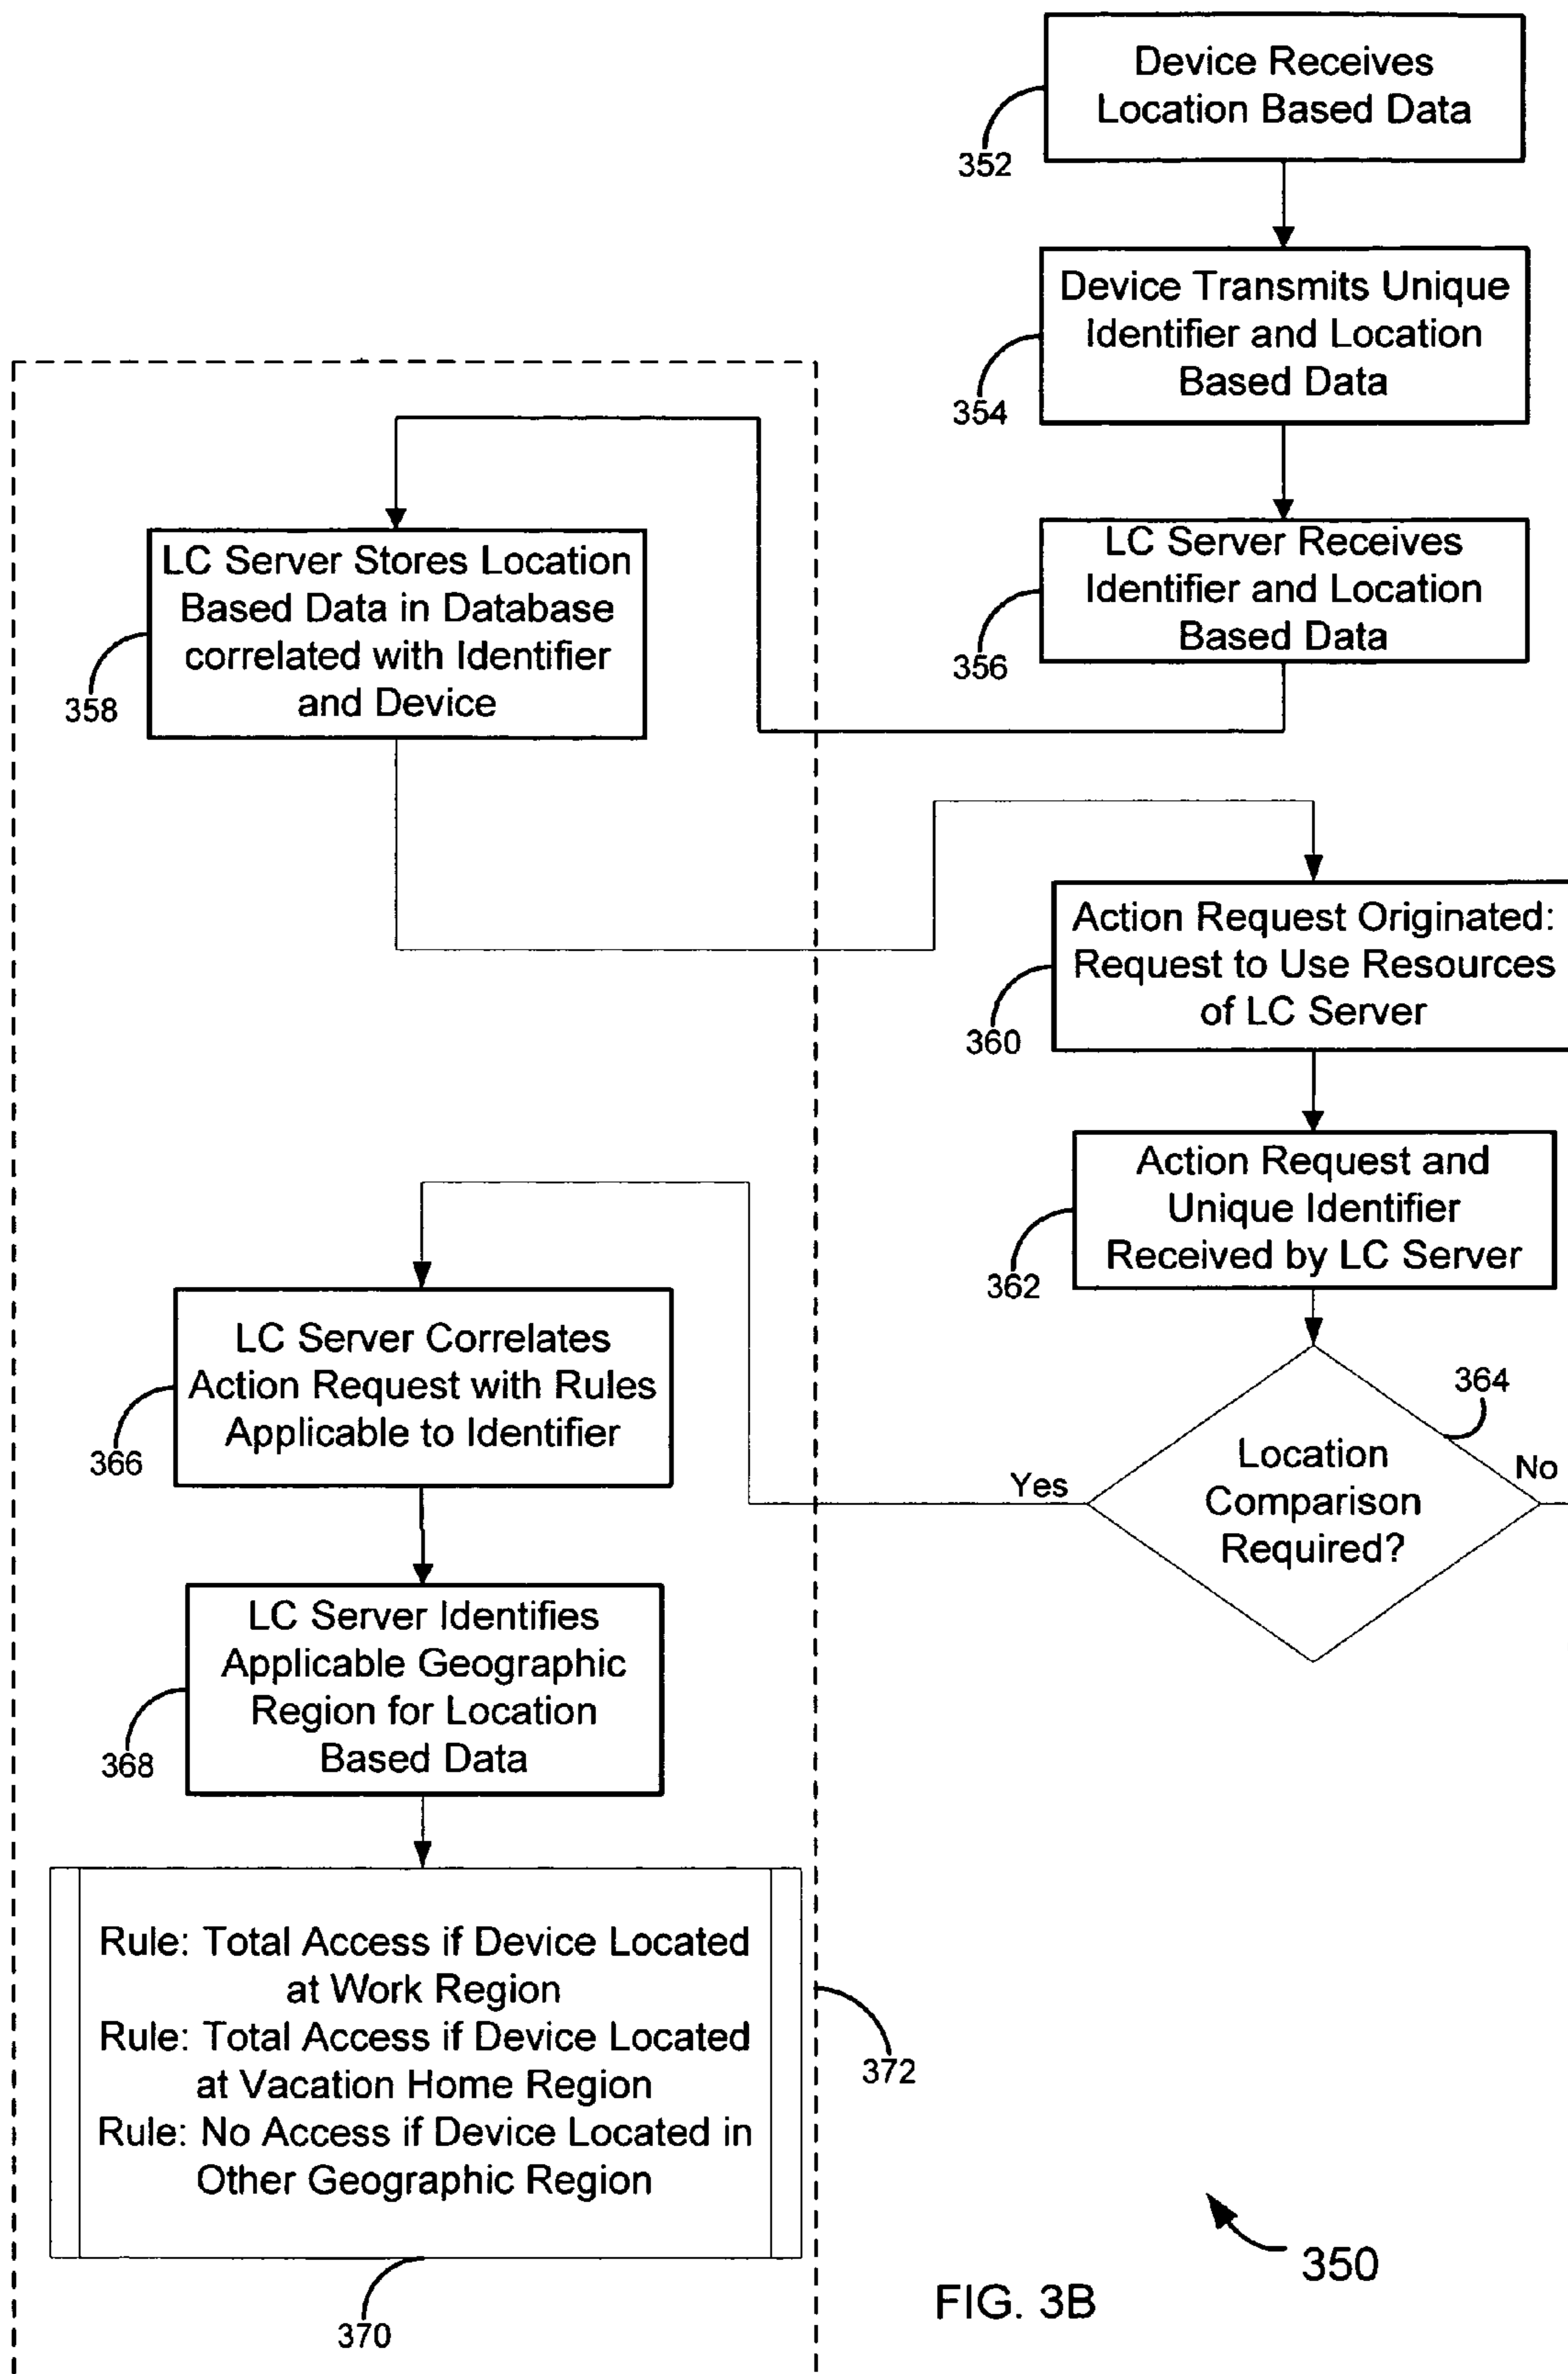 Device Receives
Location Based Data
352
Device Transmits Unique
Identifier and Location
Based Data
354
LC Server Receives
Identifier and Location
Based Data
356
LC Server Stores Location
Based Data in Database
correlated with Identifier
and Device
358
Action Request Originated:
Request to Use Resources
of LC Server
360
Action Request and
Unique Identifier
Received by LC Server
362
364
Location
Comparison
Required?
Yes
No
LC Server Correlates
Action Request with Rules
Applicable to Identifier
366
LC Server Identifies
Applicable Geographic
Region for Location
Based Data
368
Rule: Total Access if Device Located
at Work Region
Rule: Total Access if Device Located
at Vacation Home Region
Rule: No Access if Device Located in
Other Geographic Region
370
372
350
FIG. 3B